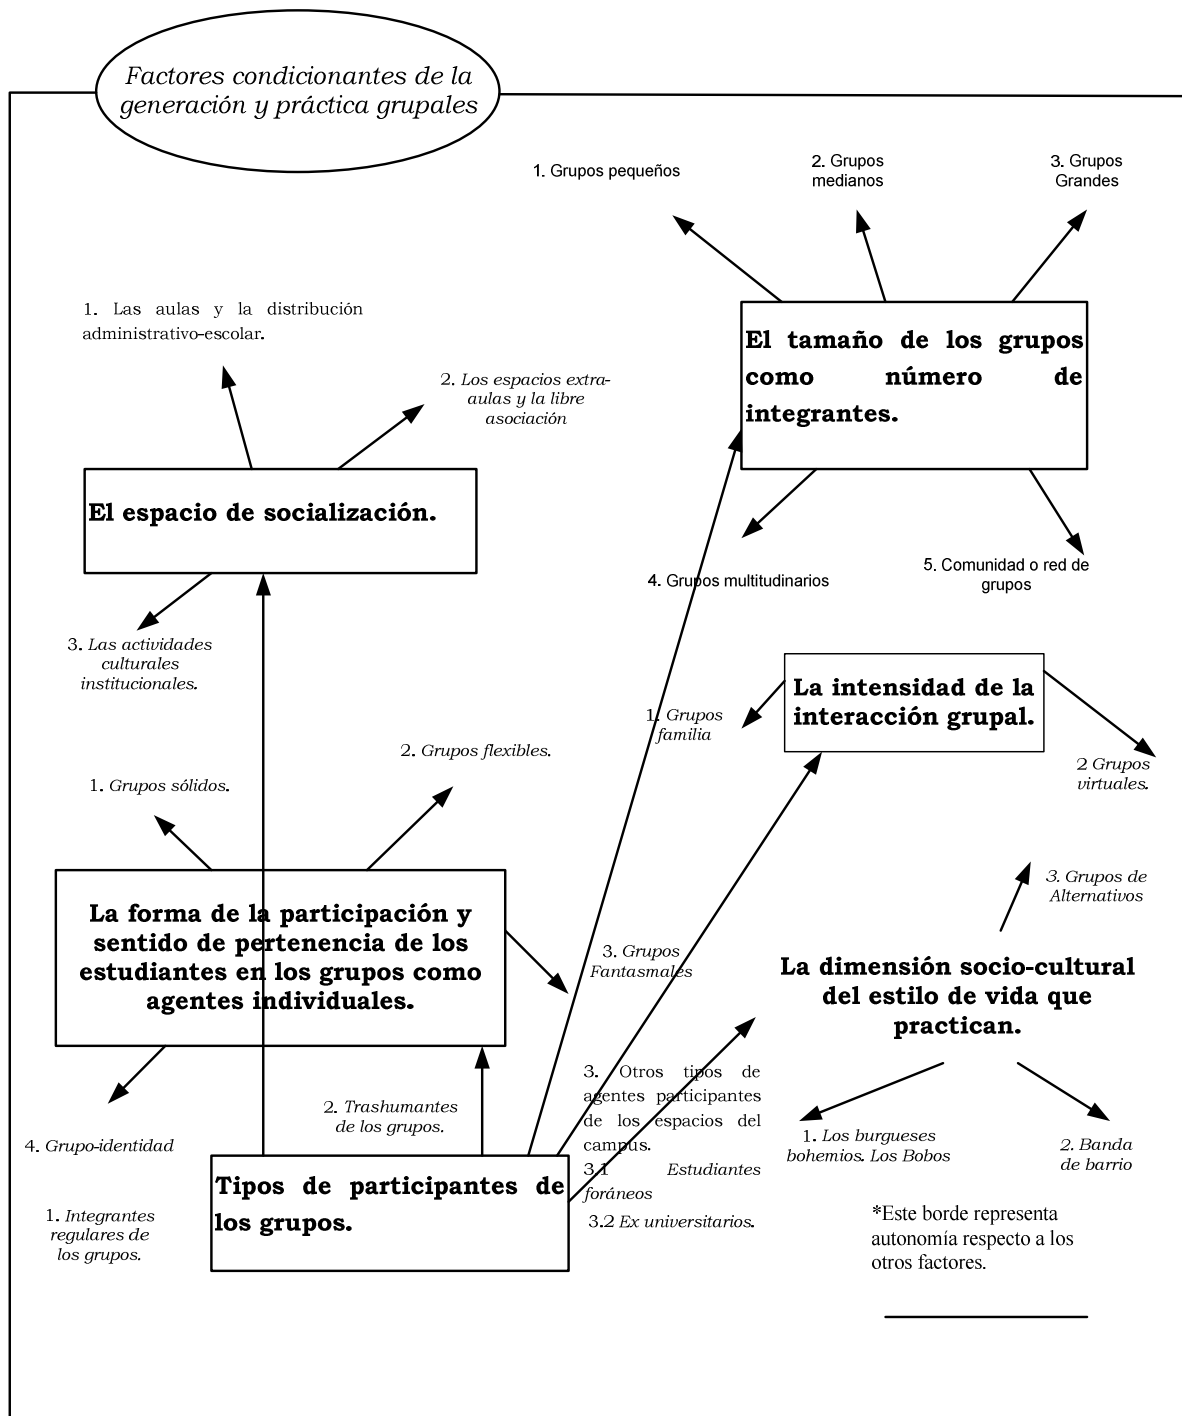 Factores condicionantes de la
generación y práctica grupales
1. Grupos pequeños
2. Grupos
medianos
3. Grupos
Grandes
El tamaño de los grupos
como número de
integrantes.
4. Grupos multitudinarios
5. Comunidad o red de
grupos
1. Las aulas y la distribución
administrativo-escolar.
2. Los espacios extra-
aulas y la libre
asociación
El espacio de socialización.
3. Las actividades
culturales
institucionales.
La intensidad de la
interacción grupal.
1. Grupos
familia
2 Grupos
virtuales.
1. Grupos sólidos.
2. Grupos flexibles.
La forma de la participación y
sentido de pertenencia de los
estudiantes en los grupos como
agentes individuales.
3. Grupos
Fantasmales
4. Grupo-identidad
3. Grupos de
Alternativos
La dimensión socio-cultural
del estilo de vida que
practican.
1. Los burgueses
bohemios. Los Bobos
2. Banda
de barrio
2. Trashumantes
de los grupos.
3. Otros tipos de
agentes participantes
de los espacios del
campus.
3.1 Estudiantes
foráneos
3.2 Ex universitarios.
Tipos de participantes de
los grupos.
1. Integrantes
regulares de
los grupos.
*Este borde representa
autonomía respecto a los
otros factores.